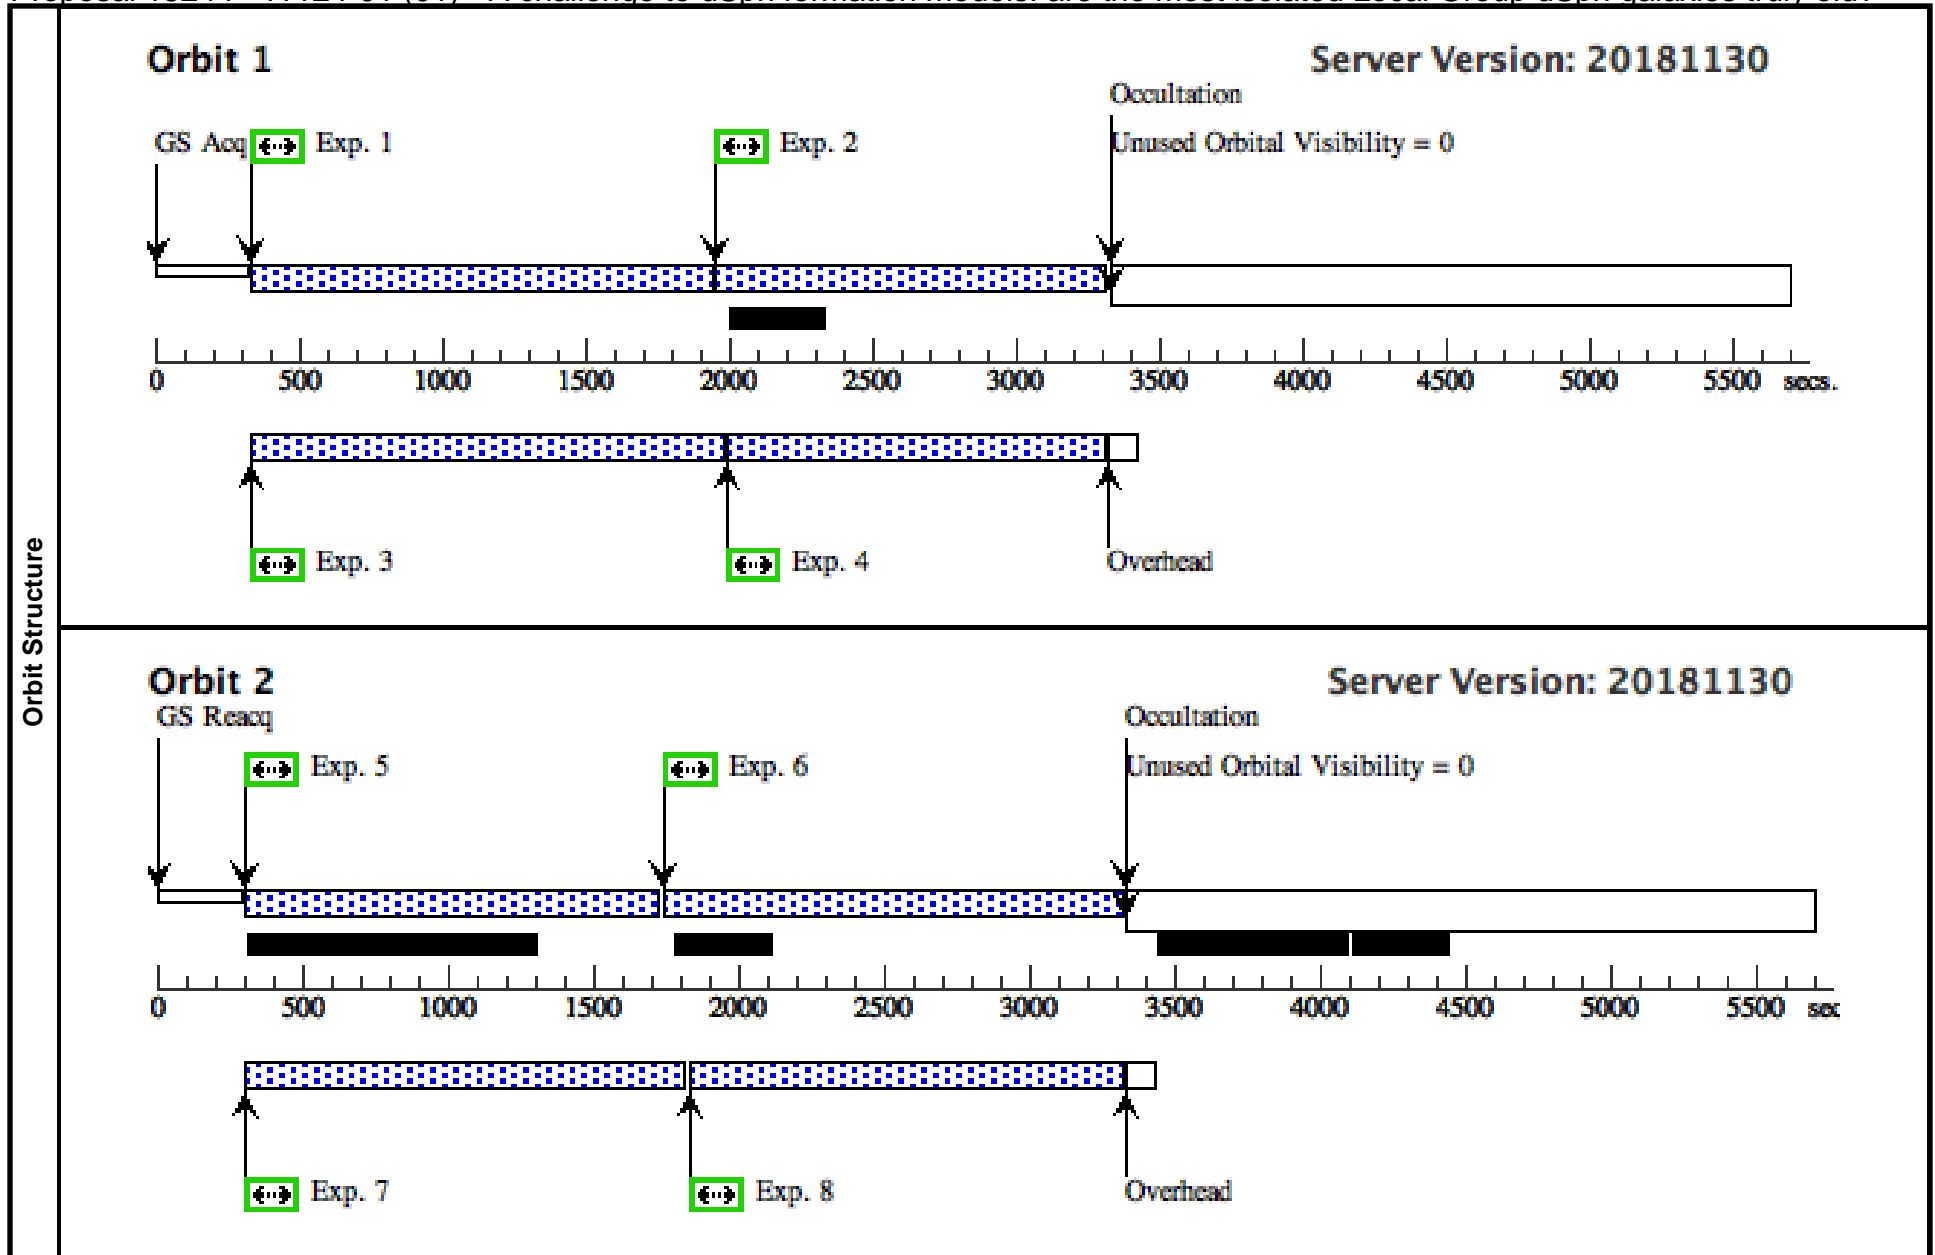 Orbit Structure
Orbit 1
Server Version: 20181130
Occultation
GS Acq
Exp. 1
Exp. 2
Unused Orbital Visibility = 0
0 500 1000 1500 2000 2500 3000 3500 4000 4500 5000 5500 secs.
Exp. 3
Exp. 4
Overhead
Orbit 2
Server Version: 20181130
GS Reacq
Occultation
Exp. 5
Exp. 6
Unused Orbital Visibility = 0
0 500 1000 1500 2000 2500 3000 3500 4000 4500 5000 5500 sec
Exp. 7
Exp. 8
Overhead